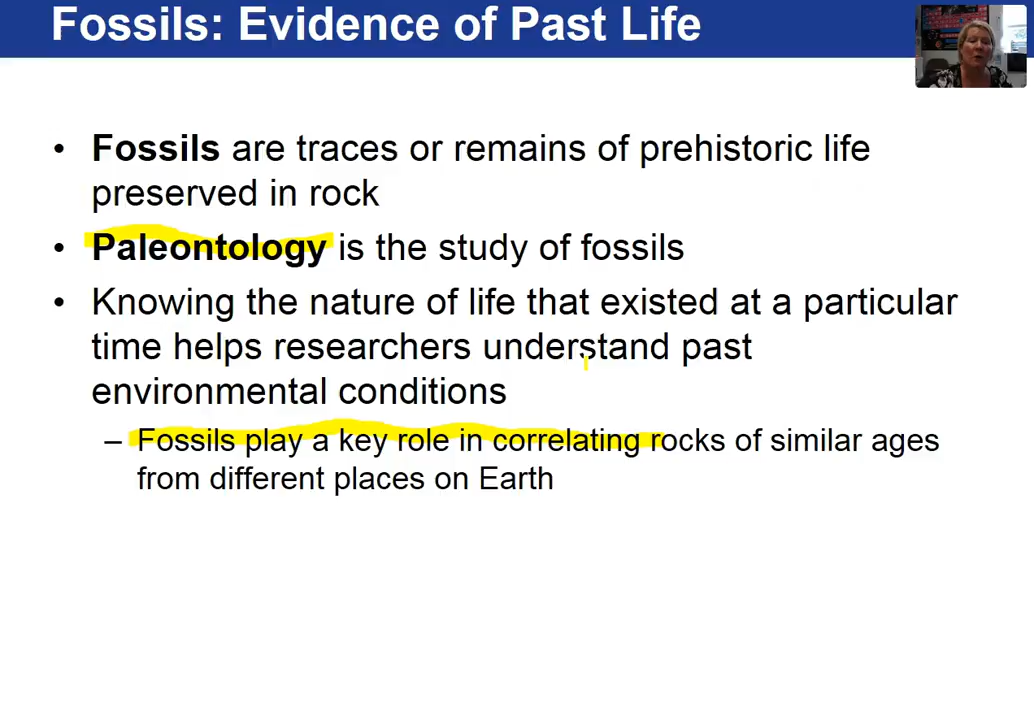 Fossils: Evidence of Past Life
• Fossils are traces or remains of prehistoric life
preserved in rock
• Paleontology is the study of fossils
• Knowing the nature of life that existed at a particular
time helps researchers understand past
environmental conditions
– Fossils play a key role in correlating rocks of similar ages
from different places on Earth